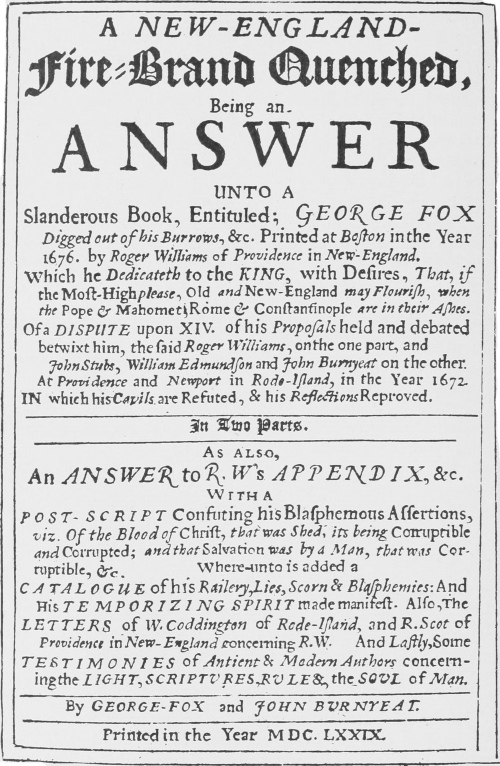 A NEW-ENGLAND-
Fire-Brand Quenched,
Being an
ANSWER
UNTO A
Slanderous Book, Entituled; GEORGE FOX
Digged out of his Burrows, &c. Printed at Boſton in the Year
1676. by Roger Williams of Providence in New-England.
Which he Dedicateth to the KING, with Deſires, That, if
the Moſt-High pleaſe, Old and New-England may Flouriſh, when
the Pope & Mahomet, Rome & Conſtantinople are in their Aſhes.
Of a DISPUTE upon XIV. of his Propoſals held and debated
betwixt him, the ſaid Roger Williams, on the one part, and
John Stubs, William Edmundſon and John Burnyeat on the other.
At Providence and Newport in Rode-Iſland, in the Year 1672.
IN which his Cavils are Refuted, & his Reflections Reproved.
In Two Parts.
AS ALSO,
An ANSWER to R.W's APPENDIX, &c.
WITH A
POST-SCRIPT Confuting his Blaſphemous Aſſertions,
viz. Of the Blood of Chriſt, that was Shed, its being Corruptible
and Corrupted; and that Salvation was by a Man, that was Cor-
ruptible, &c. Where-unto is added a
CATALOGUE of his Railery, Lies, Scorn & Blaſphemies: And
His TEMPORIZING SPIRIT made manifeſt. Alſo, The
LETTERS of W. Coddington of Rode-Iſland, and R. Scot of
Providence in New-England concerning R.W. And Laſtly, Some
TESTIMONIES of Antient & Modern Authors concern-
ing the LIGHT, SCRIPTVRES, RVLE & the SOVL of Man.
By GEORGE-FOX and JOHN BVRNYEAT.
Printed in the Year MDC. LXXIX.